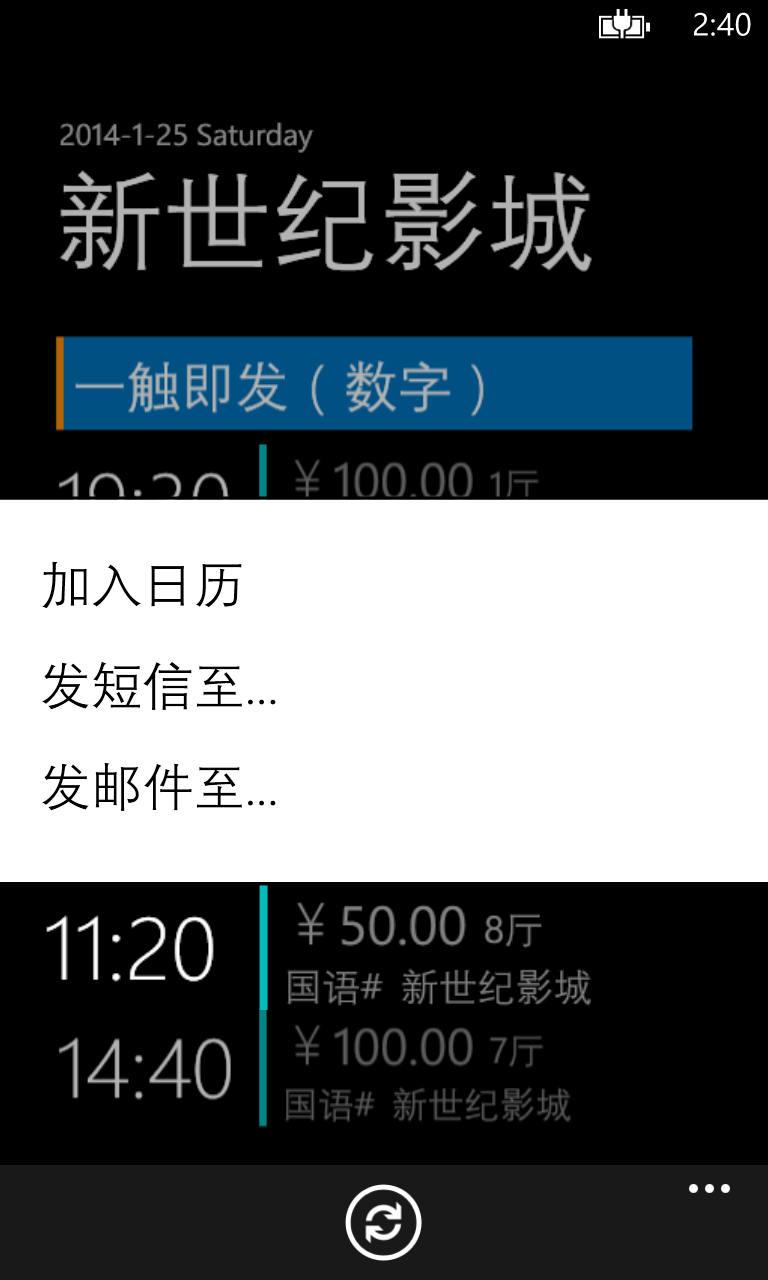 2:40
2014-1-25 Saturday
新世纪影城
一触即发（数字）
19:20
￥100.00 1厅
加入日历
发短信至...
发邮件至...
11:20
￥50.00 8厅
国语# 新世纪影城
14:40
￥100.00 7厅
国语# 新世纪影城